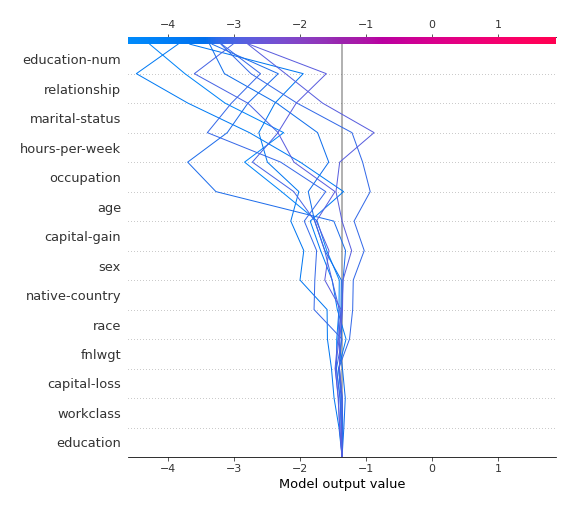 −4 −3 −2 −1 0 1
education-num
relationship
marital-status
hours-per-week
occupation
age
capital-gain
sex
native-country
race
fnlwgt
capital-loss
workclass
education
−4 −3 −2 −1 0 1
Model output value